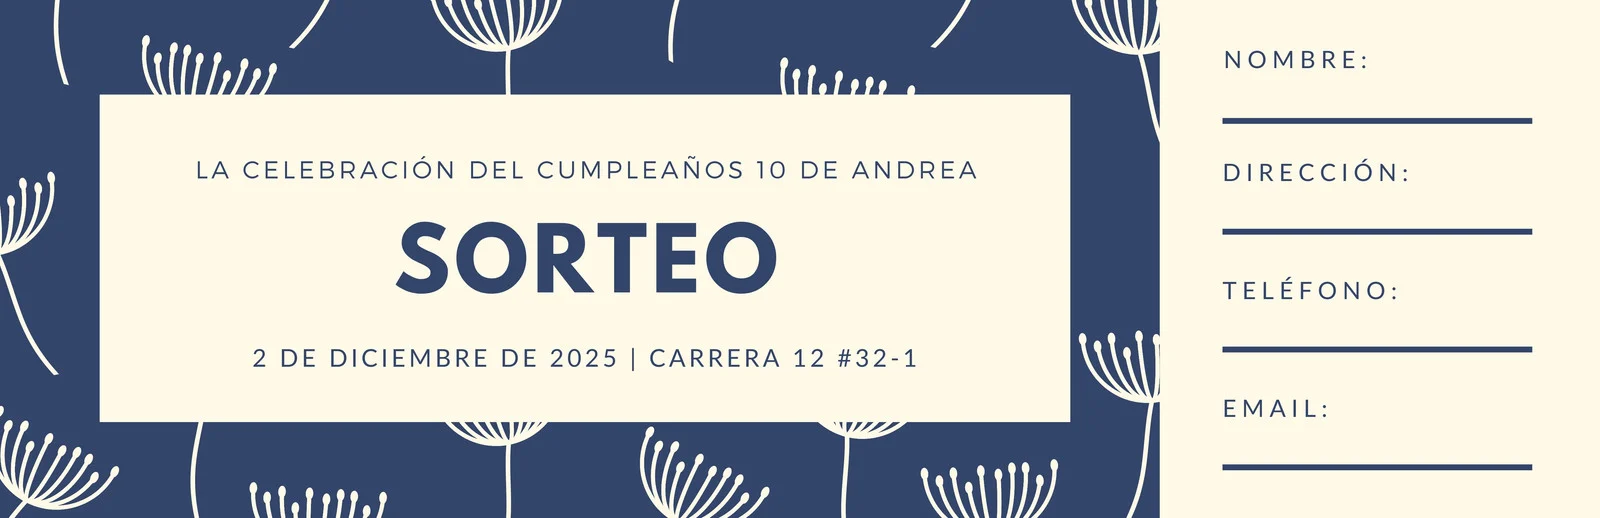 LA CELEBRACIÓN DEL CUMPLEAÑOS 10 DE ANDREA
SORTEO
2 DE DICIEMBRE DE 2025 | CARRERA 12 #32-1
NOMBRE:
DIRECCIÓN:
TELÉFONO:
EMAIL: